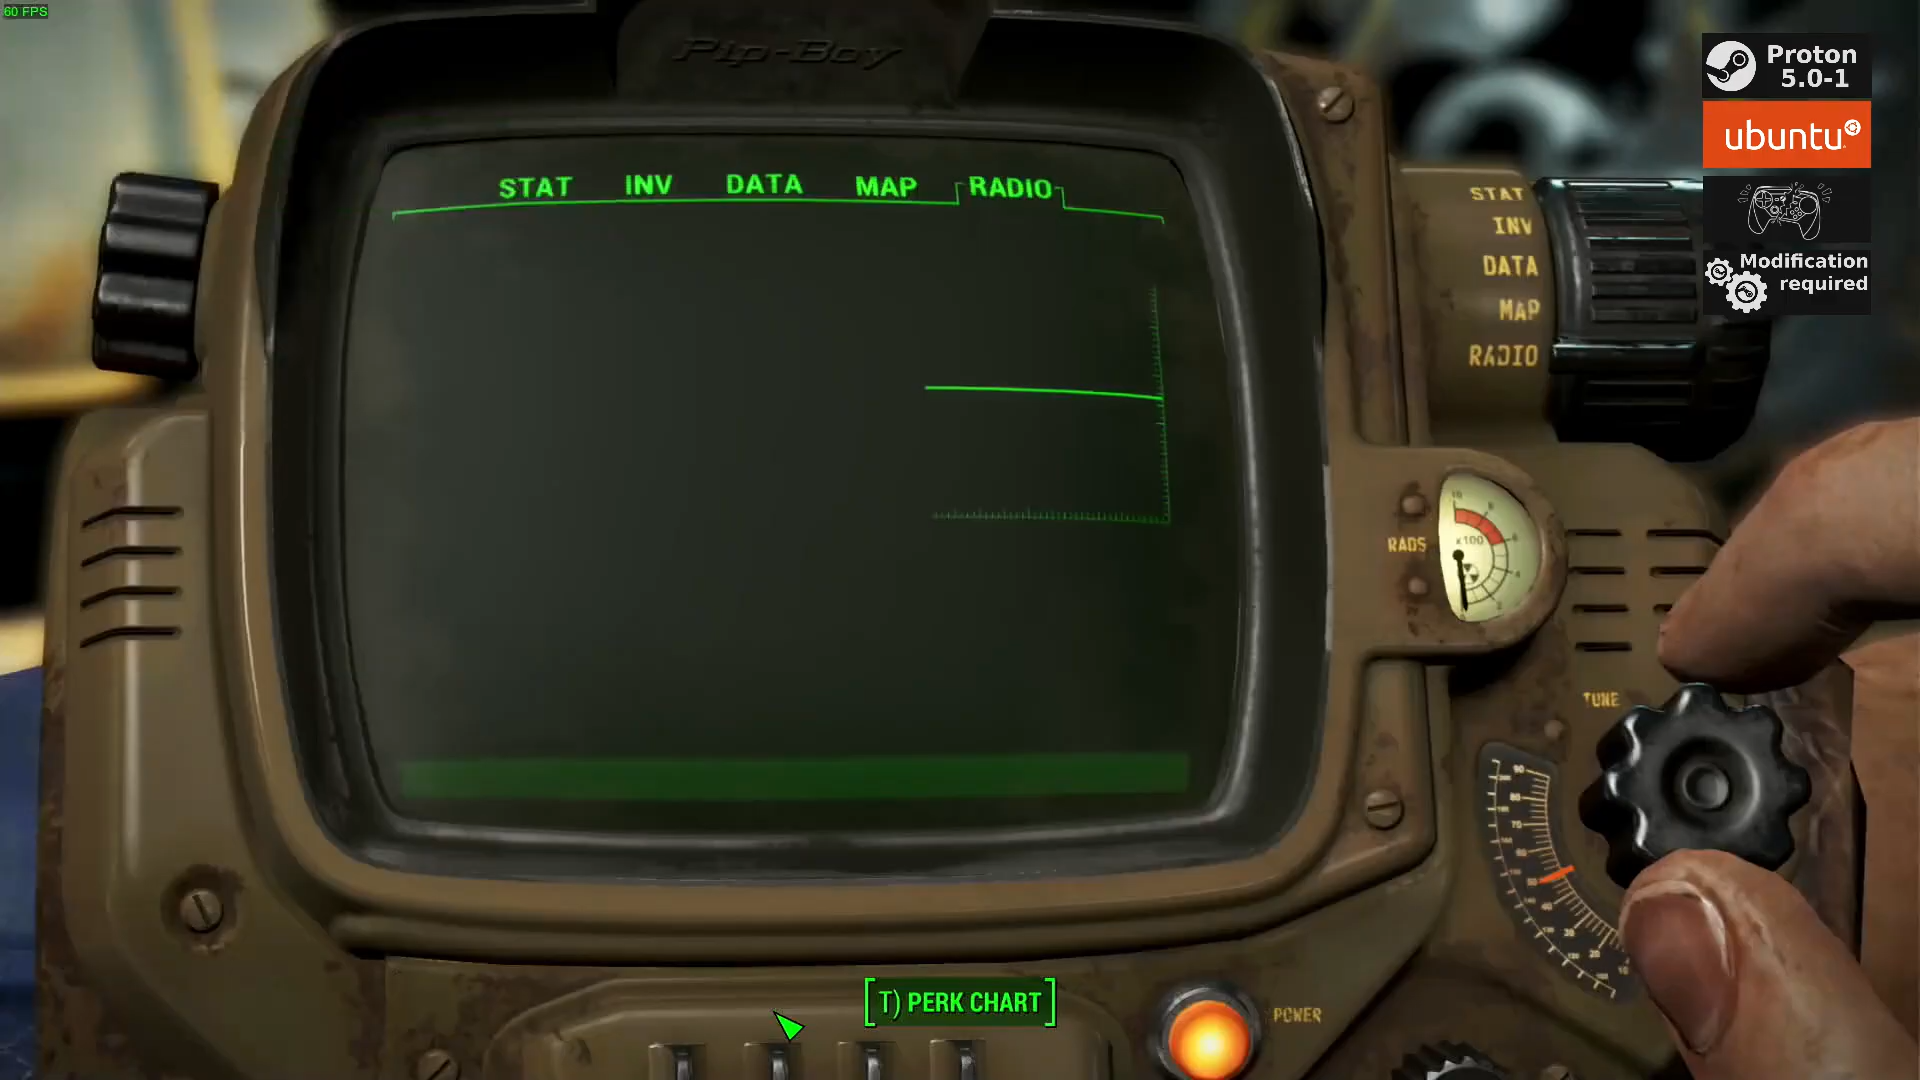 60 FPS
Pip-Boy
Proton
5.0-1
ubuntu
Modification
required
STAT INV DATA MAP RADIO
STAT
INV
DATA
MAP
RADIO
RADS
x100
TUNE
T) PERK CHART
POWER